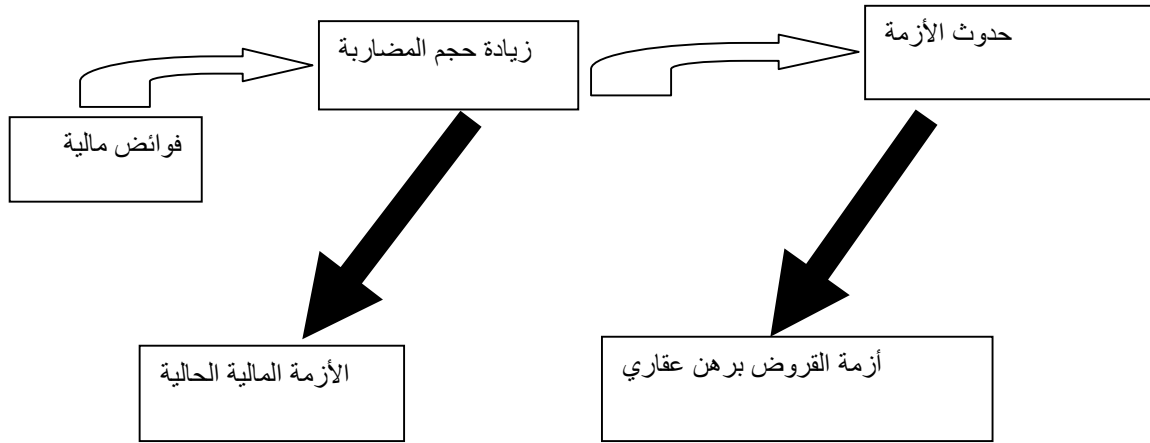 حدوث الأزمة
زيادة حجم المضاربة
فوائض مالية
أزمة القروض برهن عقاري
الأزمة المالية الحالية